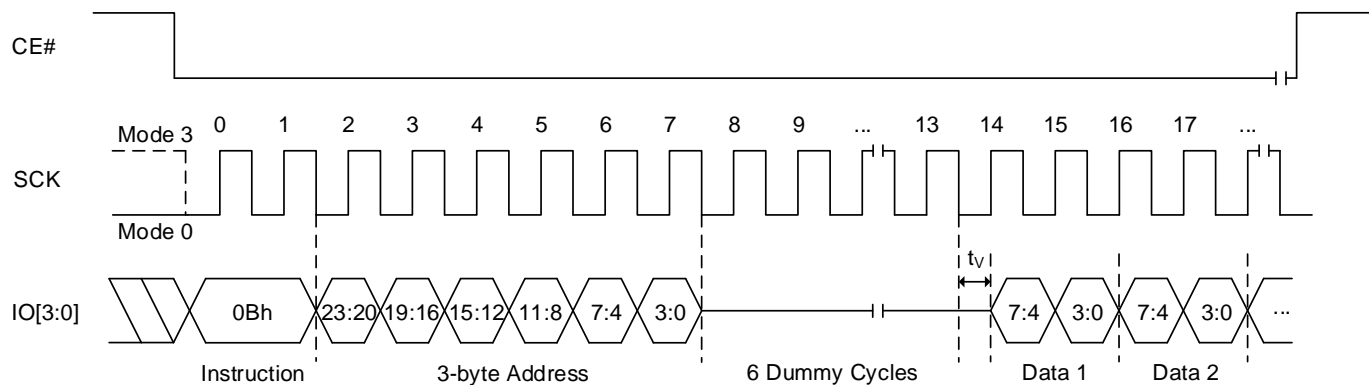 CE#
Mode 3 0 1 2 3 4 5 6 7 8 9 ... 13 14 15 16 17 ...
SCK
Mode 0
tV
IO[3:0] 0Bh 23:20 19:16 15:12 11:8 7:4 3:0 7:4 3:0 7:4 3:0 ...
Instruction 3-byte Address 6 Dummy Cycles Data 1 Data 2